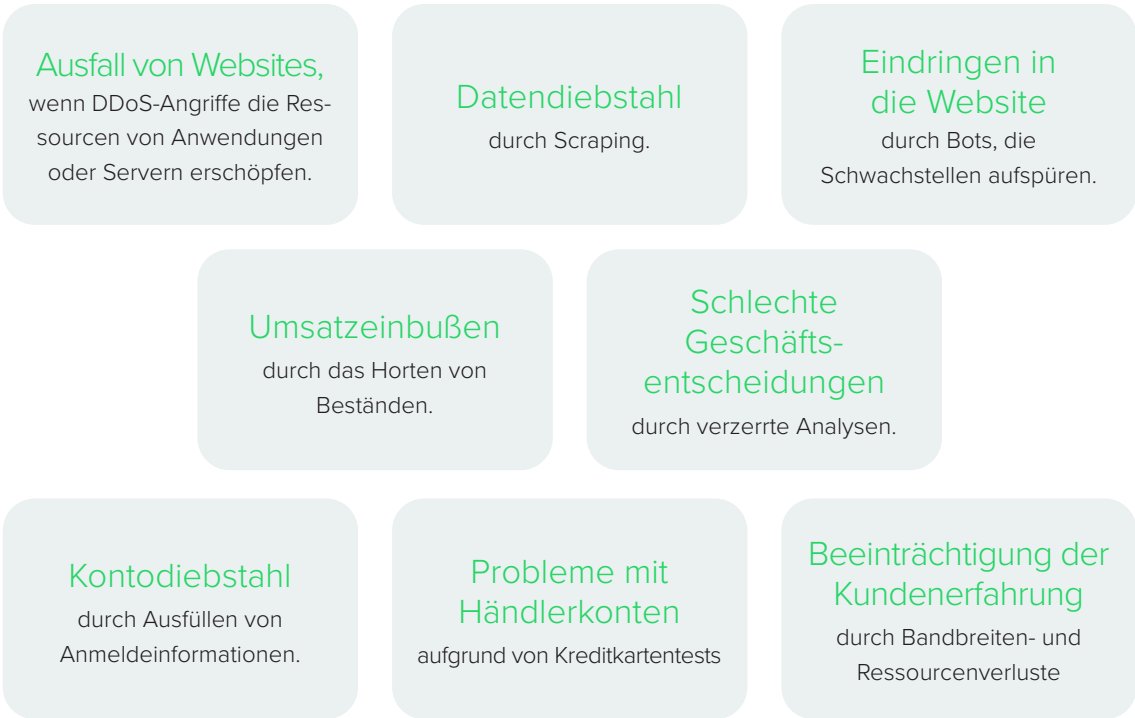 Ausfall von Websites,
wenn DDoS-Angriffe die Res-
sourcen von Anwendungen
oder Servern erschöpfen.
Datendiebstahl
durch Scraping.
Eindringen in
die Website
durch Bots, die
Schwachstellen aufspüren.
Umsatzeinbußen
durch das Horten von
Beständen.
Schlechte
Geschäfts-
entscheidungen
durch verzerrte Analysen.
Kontodiebstahl
durch Ausfüllen von
Anmeldeinformationen.
Probleme mit
Händlerkonten
aufgrund von Kreditkartentests
Beeinträchtigung der
Kundenerfahrung
durch Bandbreiten- und
Ressourcenverluste